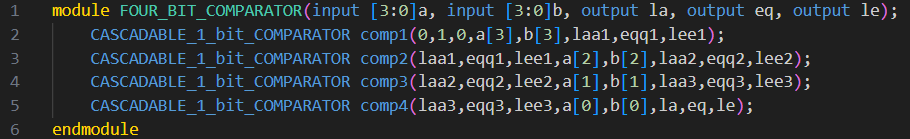 1 module FOUR_BIT_COMPARATOR(input [3:0]a, input [3:0]b, output la, output eq, output le);
2 CASCADABLE_1_bit_COMPARATOR comp1(0,1,0,a[3],b[3],laa1,eqq1,lee1);
3 CASCADABLE_1_bit_COMPARATOR comp2(laa1,eqq1,lee1,a[2],b[2],laa2,eqq2,lee2);
4 CASCADABLE_1_bit_COMPARATOR comp3(laa2,eqq2,lee2,a[1],b[1],laa3,eqq3,lee3);
5 CASCADABLE_1_bit_COMPARATOR comp4(laa3,eqq3,lee3,a[0],b[0],la,eq,le);
6 endmodule